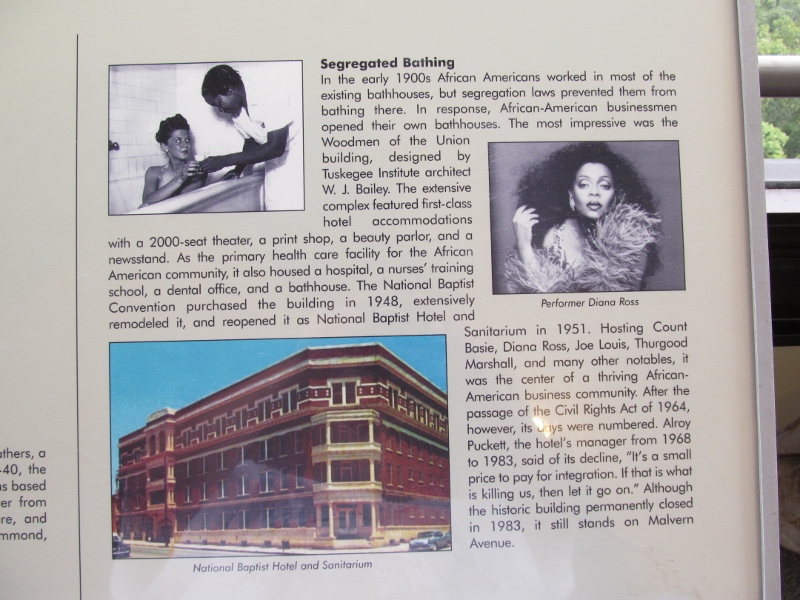 Segregated Bathing
In the early 1900s African Americans worked in most of the
existing bathhouses, but segregation laws prevented them from
bathing there. In response, African-American businessmen
opened their own bathhouses. The most impressive was the
Woodmen of the Union
building, designed by
Tuskegee Institute architect
W. J. Bailey. The extensive
complex featured first-class
hotel accommodations
with a 2000-seat theater, a print shop, a beauty parlor, and a
newsstand. As the primary health care facility for the African
American community, it also housed a hospital, a nurses' training
school, a dental office, and a bathhouse. The National Baptist
Convention purchased the building in 1948, extensively
remodeled it, and reopened it as National Baptist Hotel and
Performer Diana Ross
Sanitarium in 1951. Hosting Count
Basie, Diana Ross, Joe Louis, Thurgood
Marshall, and many other notables, it
was the center of a thriving African-
American business community. After the
passage of the Civil Rights Act of 1964,
however, its days were numbered. Alroy
Puckett, the hotel's manager from 1968
to 1983, said of its decline, "It's a small
price to pay for integration. If that is what
is killing us, then let it go on." Although
the historic building permanently closed
in 1983, it still stands on Malvern
Avenue.
National Baptist Hotel and Sanitarium
athers, a
-40, the
as based
er from
re, and
mmond,